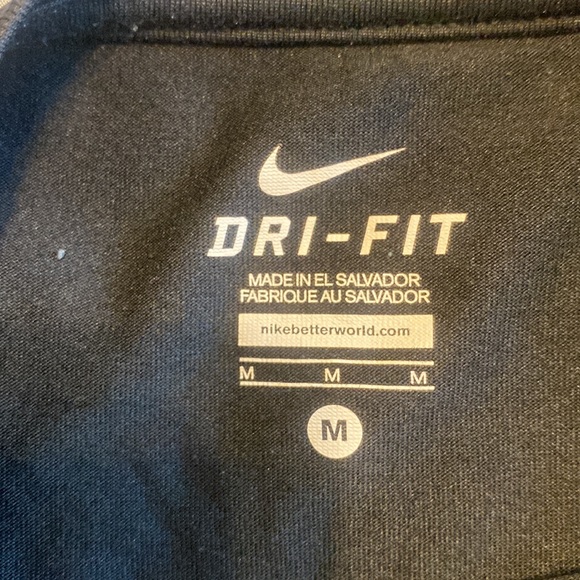 DRI-FIT
MADE IN EL SALVADOR
FABRIQUE AU SALVADOR
nikebetterworld.com
M M M
M